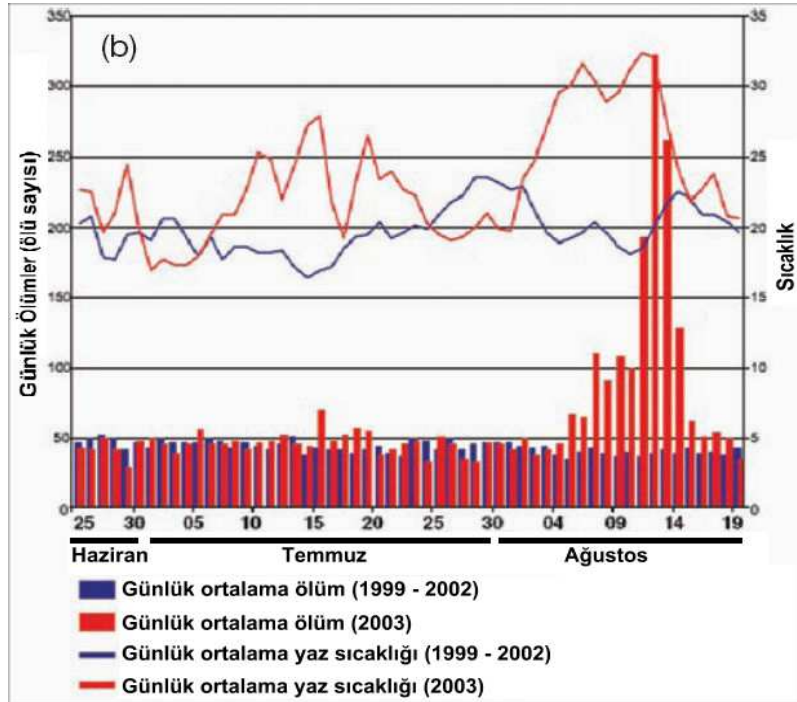 (b)
Günlük Ölümler (ölü sayısı)
350
300
250
200
150
100
50
0
35
30
25
20
15
10
5
0
Sıcaklık
25 30 05 10 15 20 25 30 04 09 14 19
Haziran Temmuz Ağustos
Günlük ortalama ölüm (1999 - 2002)
Günlük ortalama ölüm (2003)
Günlük ortalama yaz sıcaklığı (1999 - 2002)
Günlük ortalama yaz sıcaklığı (2003)